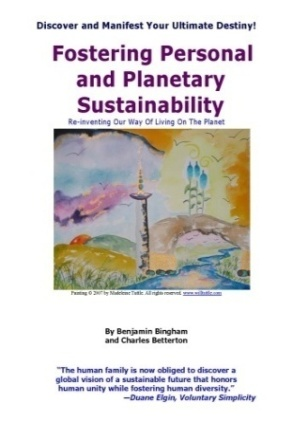 Discover and Manifest Your Ultimate Destiny!
Fostering Personal
and Planetary
Sustainability
Re-inventing Our Way Of Living On The Planet
Painting © 2007 by Madeleine Tuttle. All rights reserved. www.willtuttle.com
By Benjamin Bingham
and Charles Betterton
"The human family is now obliged to discover a
global vision of a sustainable future that honors
human unity while fostering human diversity."
—Duane Elgin, Voluntary Simplicity